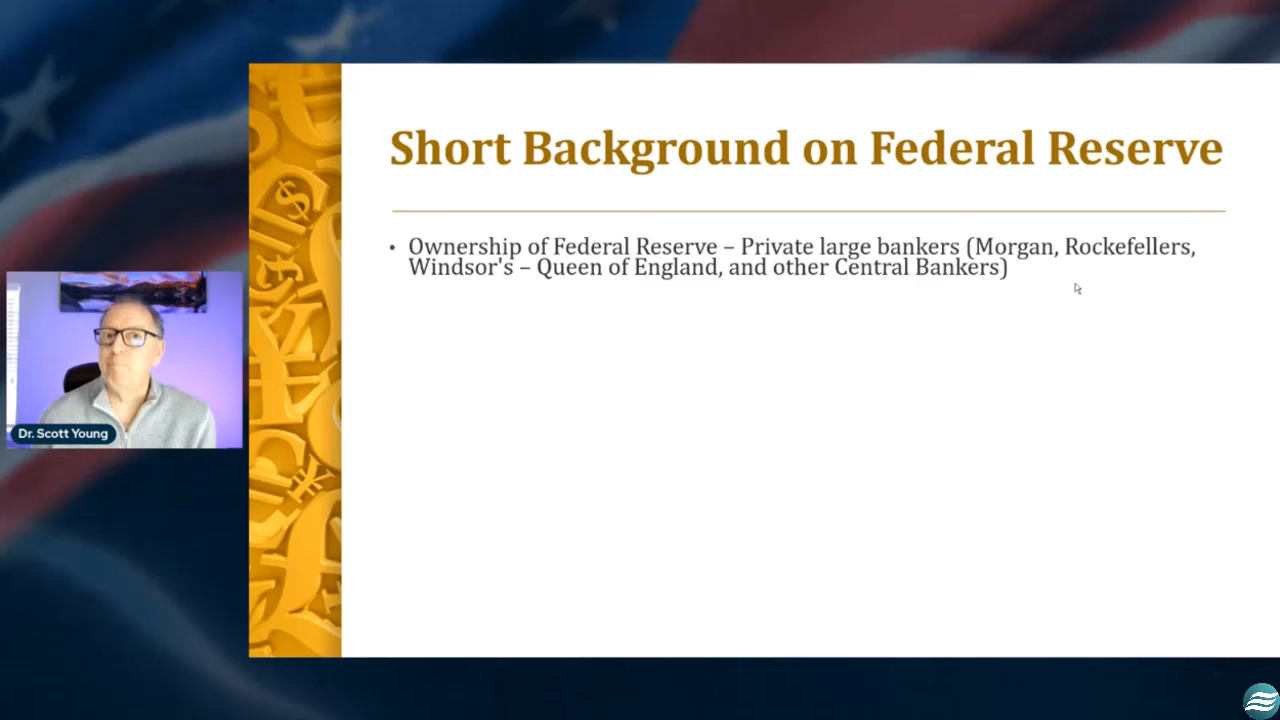 Short Background on Federal Reserve
• Ownership of Federal Reserve – Private large bankers (Morgan, Rockefellers,
Windsor's – Queen of England, and other Central Bankers)
Dr. Scott Young